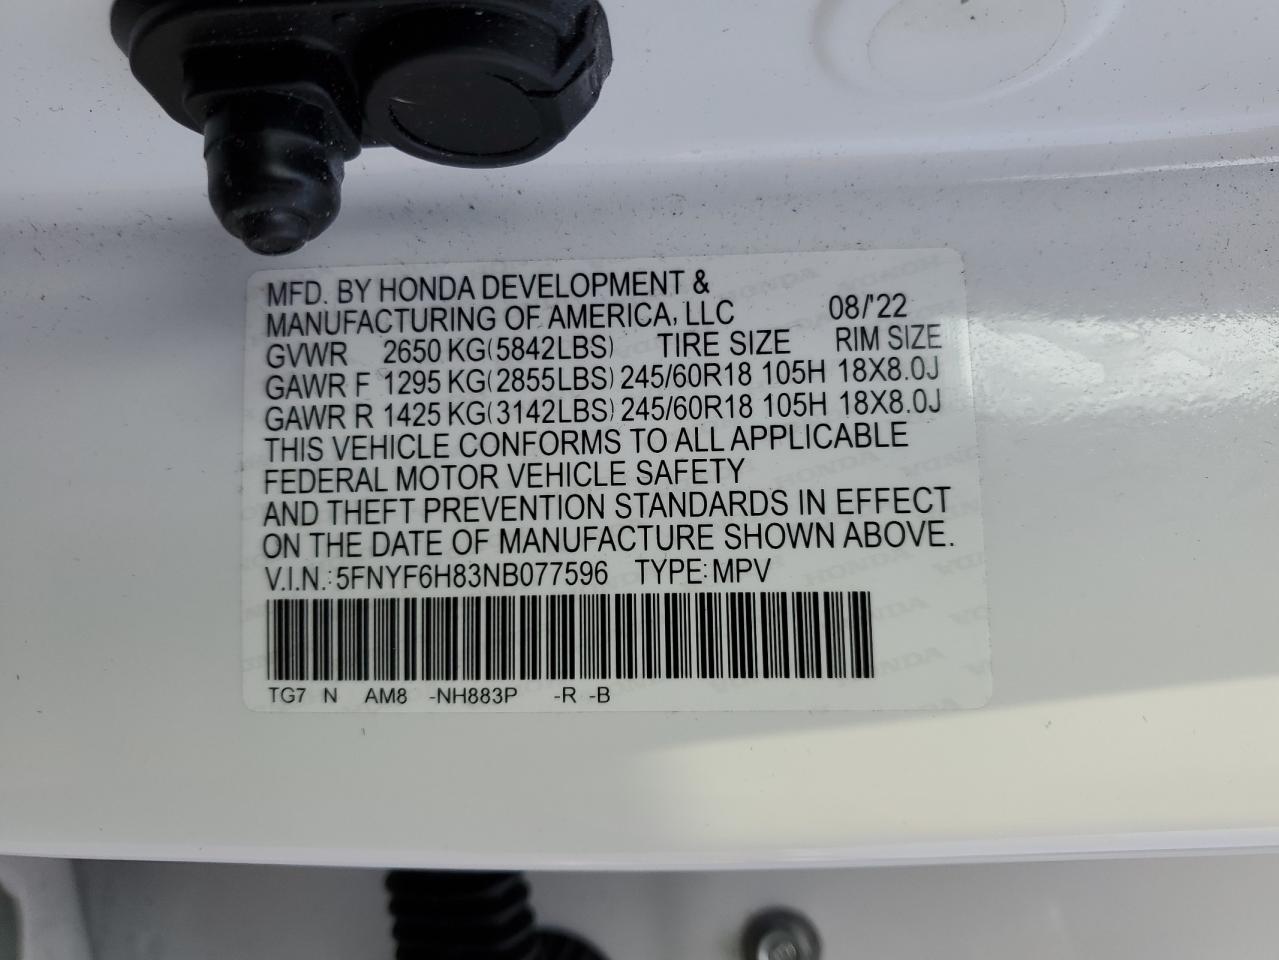 MFD. BY HONDA DEVELOPMENT &
MANUFACTURING OF AMERICA, LLC 08/'22
GVWR 2650 KG(5842LBS) TIRE SIZE RIM SIZE
GAWR F 1295 KG(2855LBS) 245/60R18 105H 18X8.0J
GAWR R 1425 KG(3142LBS) 245/60R18 105H 18X8.0J
THIS VEHICLE CONFORMS TO ALL APPLICABLE
FEDERAL MOTOR VEHICLE SAFETY
AND THEFT PREVENTION STANDARDS IN EFFECT
ON THE DATE OF MANUFACTURE SHOWN ABOVE.
V.I.N.: 5FNYF6H83NB077596 TYPE: MPV
TG7 N AM8 -NH883P -R -B